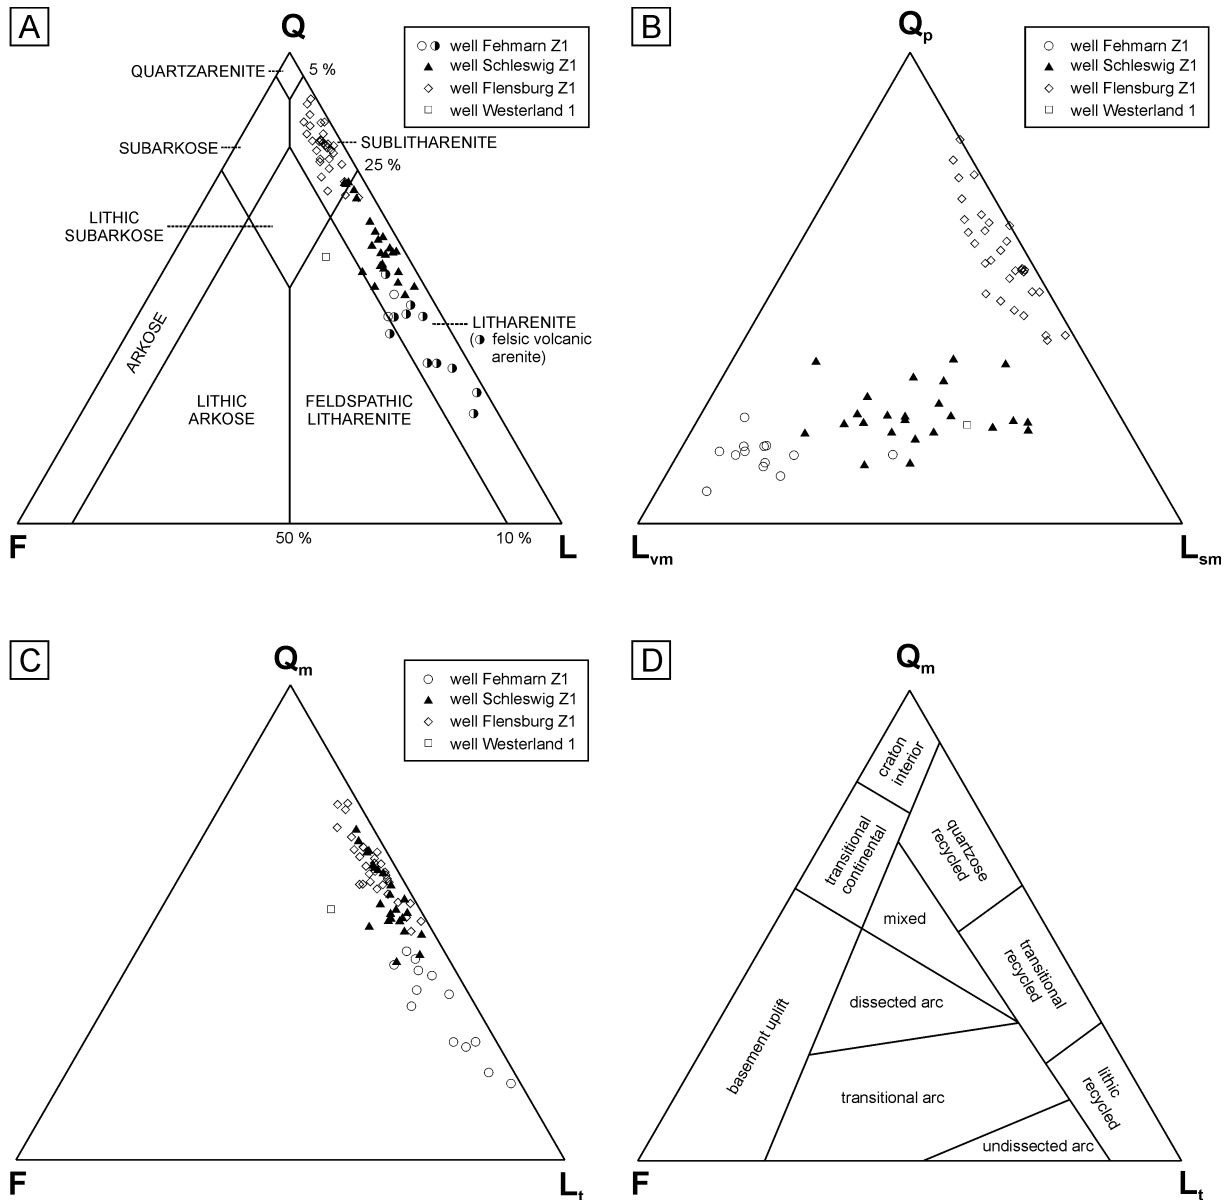 A
Q
well Fehmarn Z1
well Schleswig Z1
well Flensburg Z1
well Westerland 1
QUARTZARENITE
5 %
SUBARKOSE
SUBLITHARENITE
25 %
LITHIC
SUBARKOSE
ARKOSE
LITHARENITE
( felsic volcanic
arenite)
LITHIC
ARKOSE
FELDSPATHIC
LITHARENITE
F
50 %
10 %
L
B
Qp
well Fehmarn Z1
well Schleswig Z1
well Flensburg Z1
well Westerland 1
Lvm
Lsm
C
Qm
well Fehmarn Z1
well Schleswig Z1
well Flensburg Z1
well Westerland 1
F
Lt
D
Qm
craton
interior
transitional
continental
quartzose
recycled
mixed
transitional
recycled
dissected arc
basement uplift
transitional arc
lithic
recycled
undissected arc
F
Lt